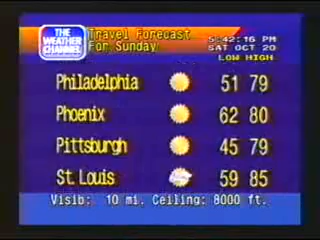 THE
WEATHER
CHANNEL
Travel Forecast
For Sunday
5:42:16 PM
SAT OCT 20
LOW HIGH
Philadelphia 51 79
Phoenix 62 80
Pittsburgh 45 79
St. Louis 59 85
Visib: 10 mi. Ceiling: 8000 ft.